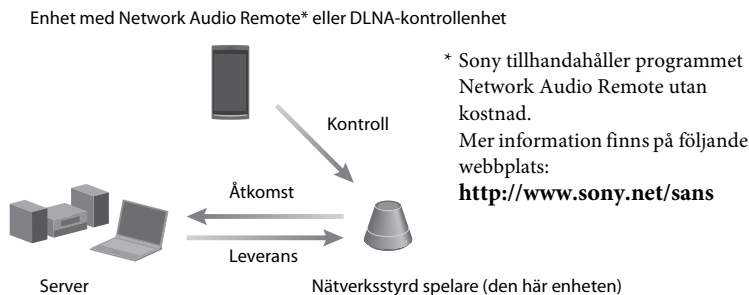 Enhet med Network Audio Remote* eller DLNA-kontrollenhet
* Sony tillhandahåller programmet
Network Audio Remote utan
kostnad.
Mer information finns på följande
webbplats:
http://www.sony.net/sans
Kontroll
Åtkomst
Leverans
Server
Nätverksstyrd spelare (den här enheten)